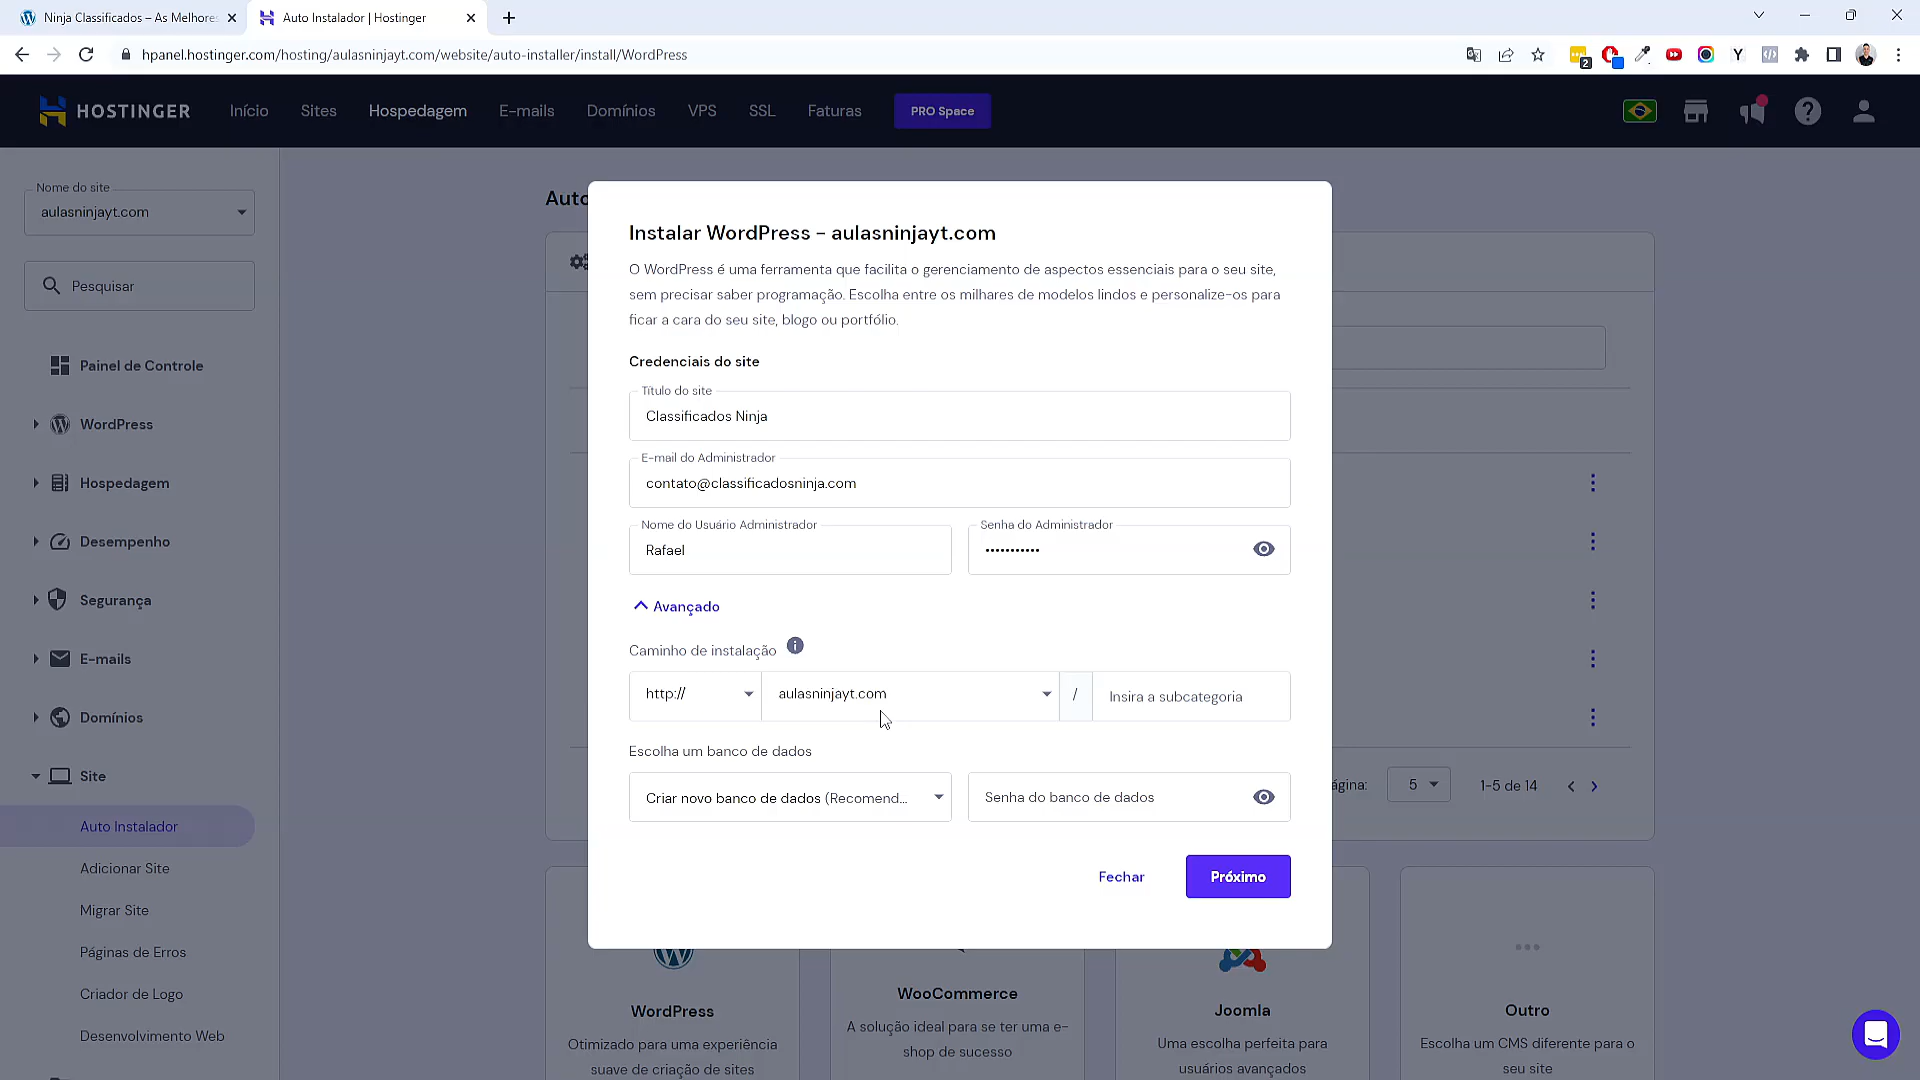 Ninja Classificados – As Melhores
Auto Instalador | Hostinger
hpanel.hostinger.com/hosting/aulasninjayt.com/website/auto-installer/install/WordPress
2
Y
HOSTINGER
Início
Sites
Hospedagem
E-mails
Domínios
VPS
SSL
Faturas
PRO Space
Nome do site
aulasninjayt.com
Pesquisar
Painel de Controle
WordPress
Hospedagem
Desempenho
Segurança
E-mails
Domínios
Site
Auto Instalador
Adicionar Site
Migrar Site
Páginas de Erros
Criador de Logo
Desenvolvimento Web
Auto
Instalar WordPress - aulasninjayt.com
O WordPress é uma ferramenta que facilita o gerenciamento de aspectos essenciais para o seu site,
sem precisar saber programação. Escolha entre os milhares de modelos lindos e personalize-os para
ficar a cara do seu site, blogo ou portfólio.
Credenciais do site
Título do site
Classificados Ninja
E-mail do Administrador
contato@classificadosninja.com
Nome do Usuário Administrador
Rafael
Senha do Administrador
•••••••••••
Avançado
Caminho de instalação
http://
aulasninjayt.com
/
Insira a subcategoria
Escolha um banco de dados
Criar novo banco de dados (Recomend...
Senha do banco de dados
Fechar
Próximo
ágina:
5
1-5 de 14
WordPress
Otimizado para uma experiência
suave de criação de sites
WooCommerce
A solução ideal para se ter uma e-
shop de sucesso
Joomla
Uma escolha perfeita para
usuários avançados
Outro
Escolha um CMS diferente para o
seu site